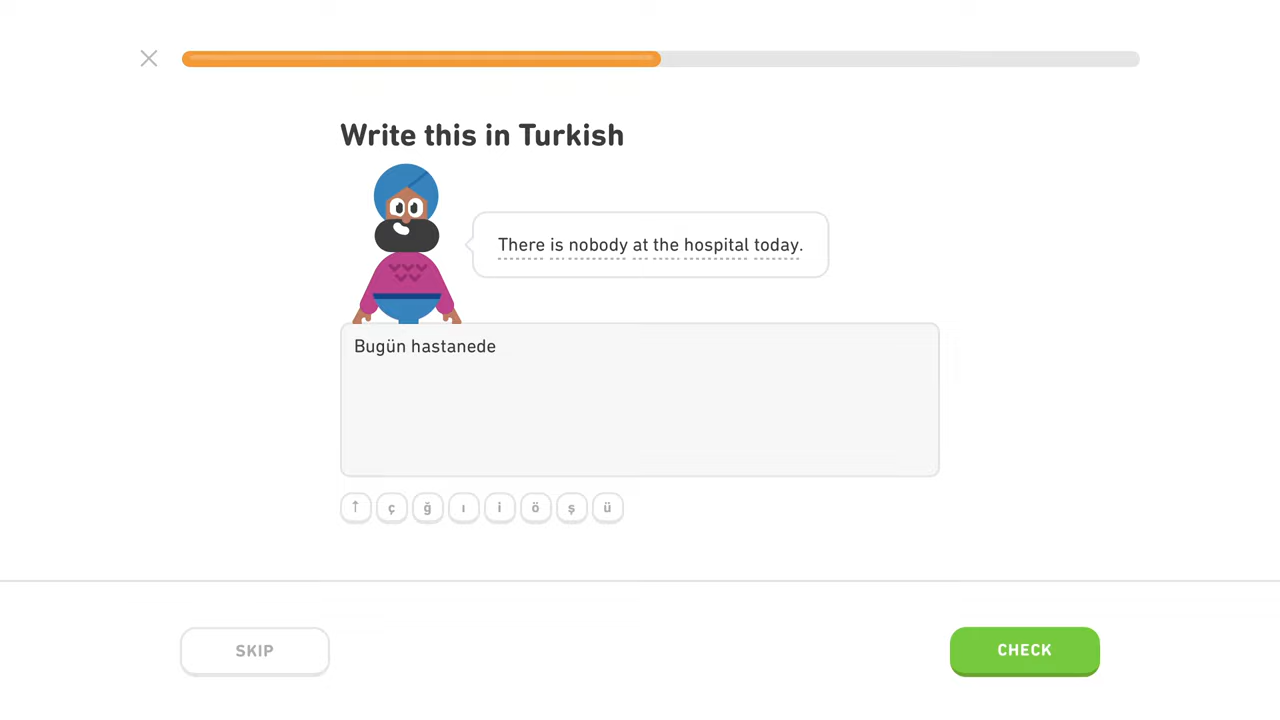 Write this in Turkish
There is nobody at the hospital today.
Bugün hastanede
↑ ç ğ ı i ö ş ü
SKIP
CHECK